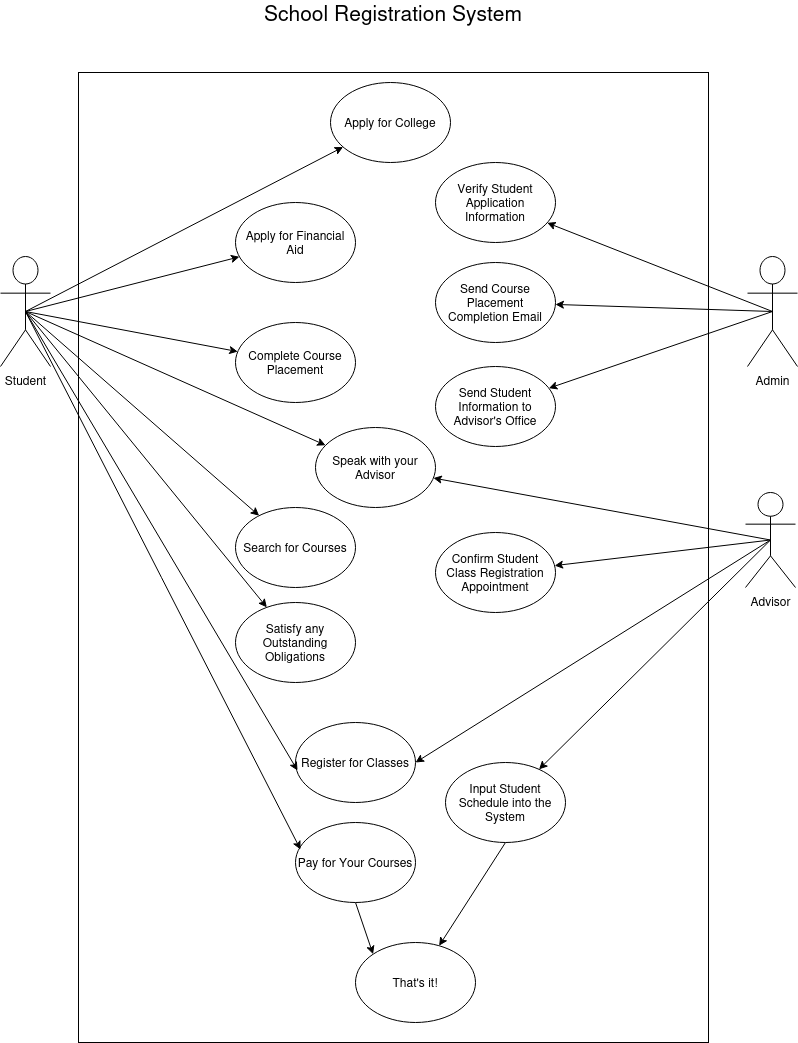 School Registration System
Apply for College
Verify Student
Application
Information
Apply for Financial
Aid
Send Course
Placement
Completion Email
Student
Complete Course
Placement
Admin
Send Student
Information to
Advisor's Office
Speak with your
Advisor
Search for Courses
Confirm Student
Class Registration
Appointment
Advisor
Satisfy any
Outstanding
Obligations
Register for Classes
Input Student
Schedule into the
System
Pay for Your Courses
That's it!